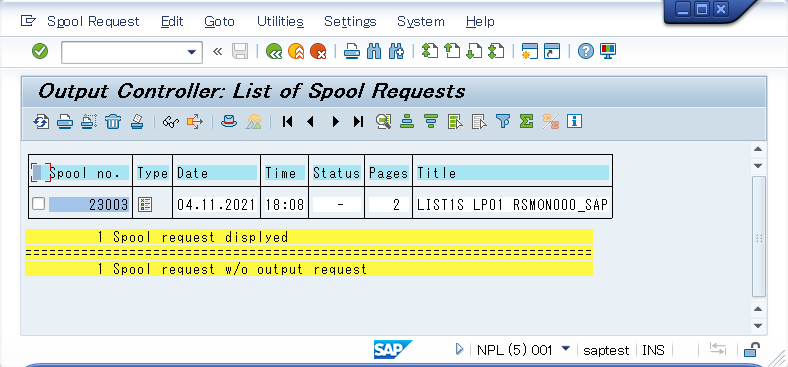 Spool Request Edit Goto Utilities Settings System Help
Output Controller: List of Spool Requests
Spool no. Type Date Time Status Pages Title
23003 04.11.2021 18:08 - 2 LIST1S LP01 RSMON000_SAP
1 Spool request displyed
==========================================================================
1 Spool request w/o output request
SAP NPL (5) 001 saptest INS